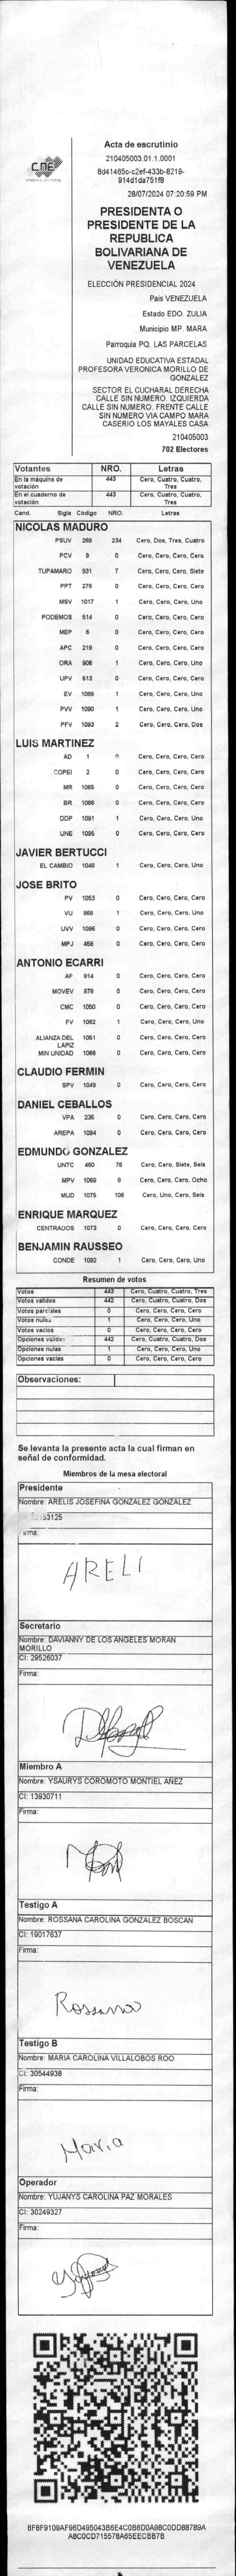 CNE
Acta de escrutinio
210405003.01.1.0001
8d41465c-c2ef-433b-8219-
914d1da751f8
28/07/2024 07:20:59 PM
PRESIDENTA O
PRESIDENTE DE LA
REPUBLICA
BOLIVARIANA DE
VENEZUELA
ELECCIÓN PRESIDENCIAL 2024
País VENEZUELA
Estado EDO. ZULIA
Municipio MP. MARA
Parroquia PQ. LAS PARCELAS
UNIDAD EDUCATIVA ESTADAL
PROFESORA VERONICA MORILLO DE
GONZALEZ
SECTOR EL CUCHARAL DERECHA
CALLE SIN NUMERO. IZQUIERDA
CALLE SIN NUMERO. FRENTE CALLE
SIN NUMERO VIA CAMPO MARA
CASERIO LOS MAYALES CASA
210405003
702 Electores
Votantes NRO. Letras
En la máquina de votación 443 Cero, Cuatro, Cuatro, Tres
En el cuaderno de votación 443 Cero, Cuatro, Cuatro, Tres
Cand. Sigla Código NRO. Letras
NICOLAS MADURO
PSUV 269 234 Cero, Dos, Tres, Cuatro
PCV 9 0 Cero, Cero, Cero, Cero
TUPAMARO 931 7 Cero, Cero, Cero, Siete
PPT 276 0 Cero, Cero, Cero, Cero
MSV 1017 1 Cero, Cero, Cero, Uno
PODEMOS 514 0 Cero, Cero, Cero, Cero
MEP 6 0 Cero, Cero, Cero, Cero
APC 219 0 Cero, Cero, Cero, Cero
ORA 906 1 Cero, Cero, Cero, Uno
UPV 513 0 Cero, Cero, Cero, Cero
EV 1089 1 Cero, Cero, Cero, Uno
PVV 1090 1 Cero, Cero, Cero, Uno
PFV 1093 2 Cero, Cero, Cero, Dos
LUIS MARTINEZ
AD 1 0 Cero, Cero, Cero, Cero
COPEI 2 0 Cero, Cero, Cero, Cero
MR 1065 0 Cero, Cero, Cero, Cero
BR 1066 0 Cero, Cero, Cero, Cero
DDP 1091 1 Cero, Cero, Cero, Uno
UNE 1095 0 Cero, Cero, Cero, Cero
JAVIER BERTUCCI
EL CAMBIO 1048 1 Cero, Cero, Cero, Uno
JOSE BRITO
PV 1053 0 Cero, Cero, Cero, Cero
VU 868 1 Cero, Cero, Cero, Uno
UVV 1096 0 Cero, Cero, Cero, Cero
MPJ 458 0 Cero, Cero, Cero, Cero
ANTONIO ECARRI
AP 814 0 Cero, Cero, Cero, Cero
MOVEV 879 0 Cero, Cero, Cero, Cero
CMC 1050 0 Cero, Cero, Cero, Cero
FV 1062 1 Cero, Cero, Cero, Uno
ALIANZA DEL LAPIZ 1051 0 Cero, Cero, Cero, Cero
MIN UNIDAD 1088 0 Cero, Cero, Cero, Cero
CLAUDIO FERMIN
SPV 1049 0 Cero, Cero, Cero, Cero
DANIEL CEBALLOS
VPA 236 0 Cero, Cero, Cero, Cero
AREPA 1094 0 Cero, Cero, Cero, Cero
EDMUNDO GONZALEZ
UNTC 460 76 Cero, Cero, Siete, Seis
MPV 1069 8 Cero, Cero, Cero, Ocho
MUD 1075 106 Cero, Uno, Cero, Seis
ENRIQUE MARQUEZ
CENTRADOS 1073 0 Cero, Cero, Cero, Cero
BENJAMIN RAUSSEO
CONDE 1092 1 Cero, Cero, Cero, Uno
Resumen de votos
Votos 443 Cero, Cuatro, Cuatro, Tres
Votos validos 442 Cero, Cuatro, Cuatro, Dos
Votos parciales 0 Cero, Cero, Cero, Cero
Votos nulos 1 Cero, Cero, Cero, Uno
Votos vacios 0 Cero, Cero, Cero, Cero
Opciones validas 442 Cero, Cuatro, Cuatro, Dos
Opciones nulas 1 Cero, Cero, Cero, Uno
Opciones vacias 0 Cero, Cero, Cero, Cero
Observaciones:
Se levanta la presente acta la cual firman en
señal de conformidad.
Miembros de la mesa electoral
Presidente
Nombre: ARELIS JOSEFINA GONZALEZ GONZALEZ
53125
irma:
ARELI
Secretario
Nombre: DAVIANNY DE LOS ANGELES MORAN
MORILLO
CI: 29526037
Firma:
Miembro A
Nombre: YSAURYS COROMOTO MONTIEL AÑEZ
CI: 13930711
Firma:
Testigo A
Nombre: ROSSANA CAROLINA GONZALEZ BOSCAN
CI: 19017637
Firma:
Rossana
Testigo B
Nombre: MARIA CAROLINA VILLALOBOS ROO
CI: 30544938
Firma:
Maria
Operador
Nombre: YUJANYS CAROLINA PAZ MORALES
CI: 30249327
Firma:
8F8F9109AF96D495043B6E4C0B6D0A98C0DD88789A
A8C0CD715578A65EECBB7B